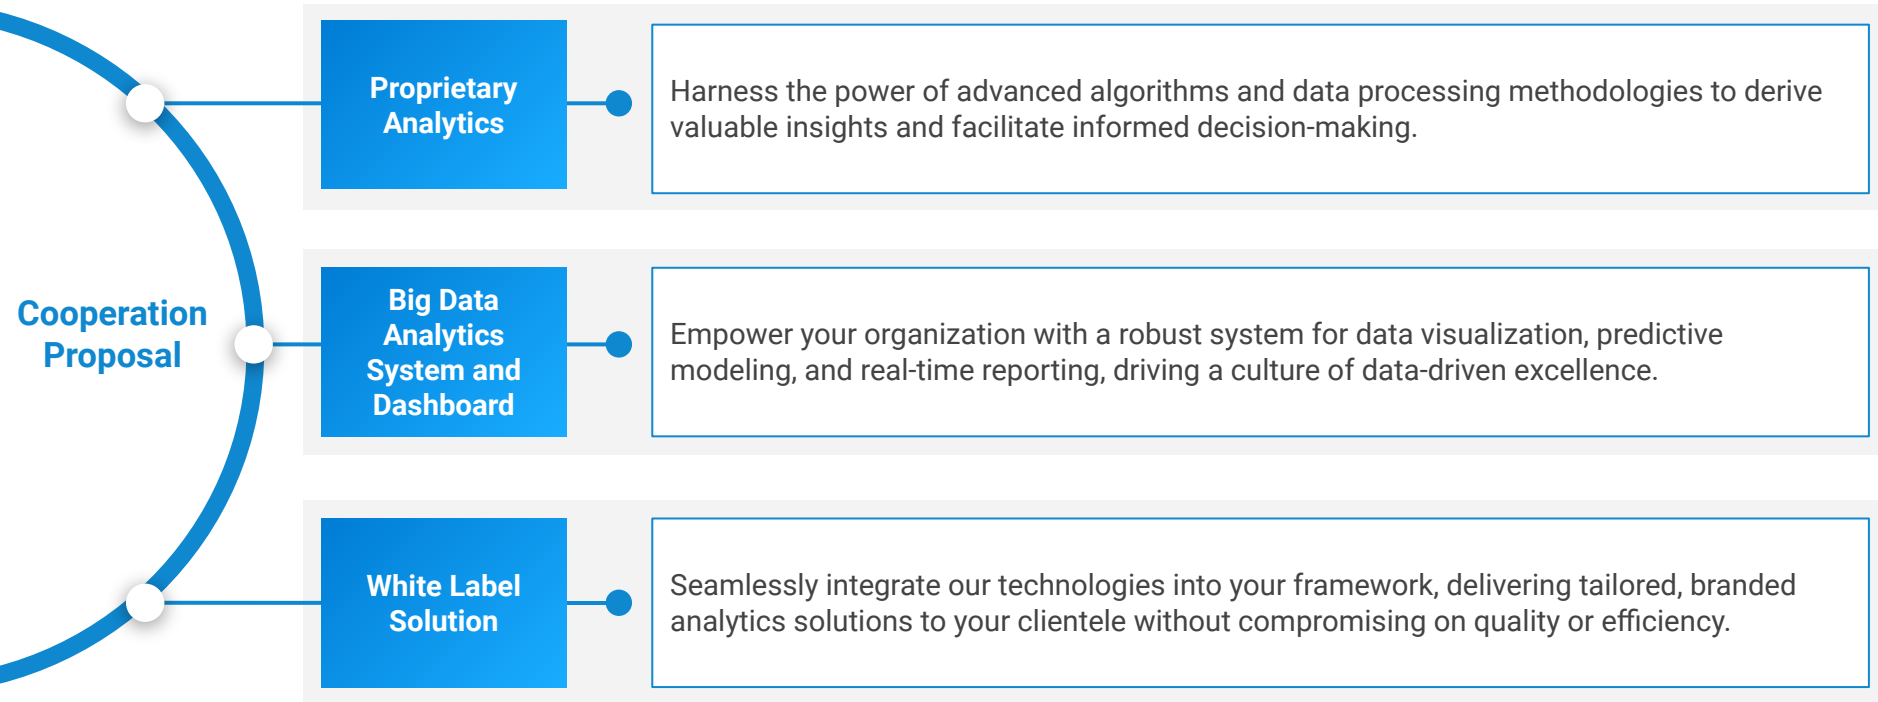 Cooperation
Proposal
Proprietary
Analytics
Harness the power of advanced algorithms and data processing methodologies to derive
valuable insights and facilitate informed decision-making.
Big Data
Analytics
System and
Dashboard
Empower your organization with a robust system for data visualization, predictive
modeling, and real-time reporting, driving a culture of data-driven excellence.
White Label
Solution
Seamlessly integrate our technologies into your framework, delivering tailored, branded
analytics solutions to your clientele without compromising on quality or efficiency.